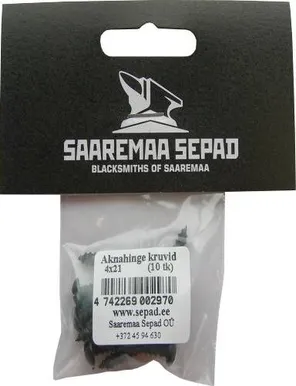 SAAREMAA SEPAD
BLACKSMITHS OF SAAREMAA
Aknahinge kruvid
4x21 (10 tk)
4 742269 002970
www.sepad.ee
Saaremaa Sepad OÜ
+372 45 94 630